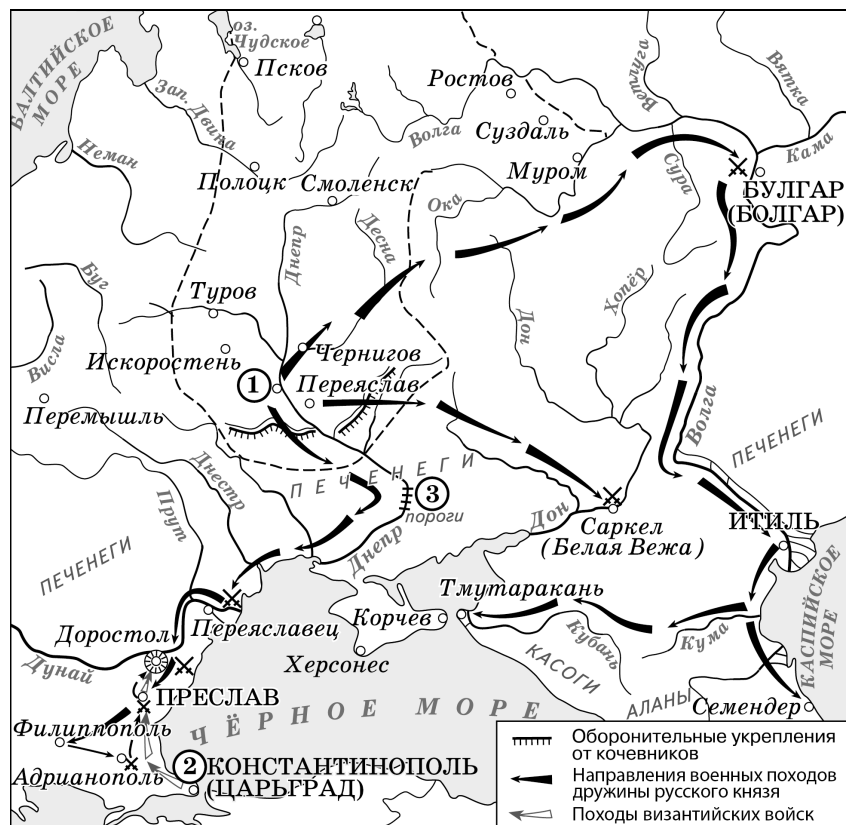 БАЛТИЙСКОЕ
МОРЕ
оз.
Чудское
Псков
Зап. Двина
Неман
Полоцк
Смоленск
Ростов
Суздаль
Волга
Муром
Ветлуга
Вятка
Кама
Сура
БУЛГАР
(БОЛГАР)
Ока
Днепр
Десна
Дон
Хопёр
Буг
Висла
Туров
Искоростень
Чернигов
1
Переяслав
Перемышль
Волга
ПЕЧЕНЕГИ
ПЕЧЕНЕГИ
3
пороги
Днестр
Прут
Днепр
Дон
Саркел
(Белая Вежа)
ИТИЛЬ
ПЕЧЕНЕГИ
КАСПИЙСКОЕ
МОРЕ
Тмутаракань
Корчев
Переяславец
Доростол
Дунай
Херсонес
Кубань
Кума
КАСОГИ
АЛАНЫ
Семендер
ПРЕСЛАВ
ЧЁРНОЕ МОРЕ
Филиппополь
Адрианополь
2
КОНСТАНТИНОПОЛЬ
(ЦАРЬГРАД)
Оборонительные укрепления
от кочевников
Направления военных походов
дружины русского князя
Походы византийских войск